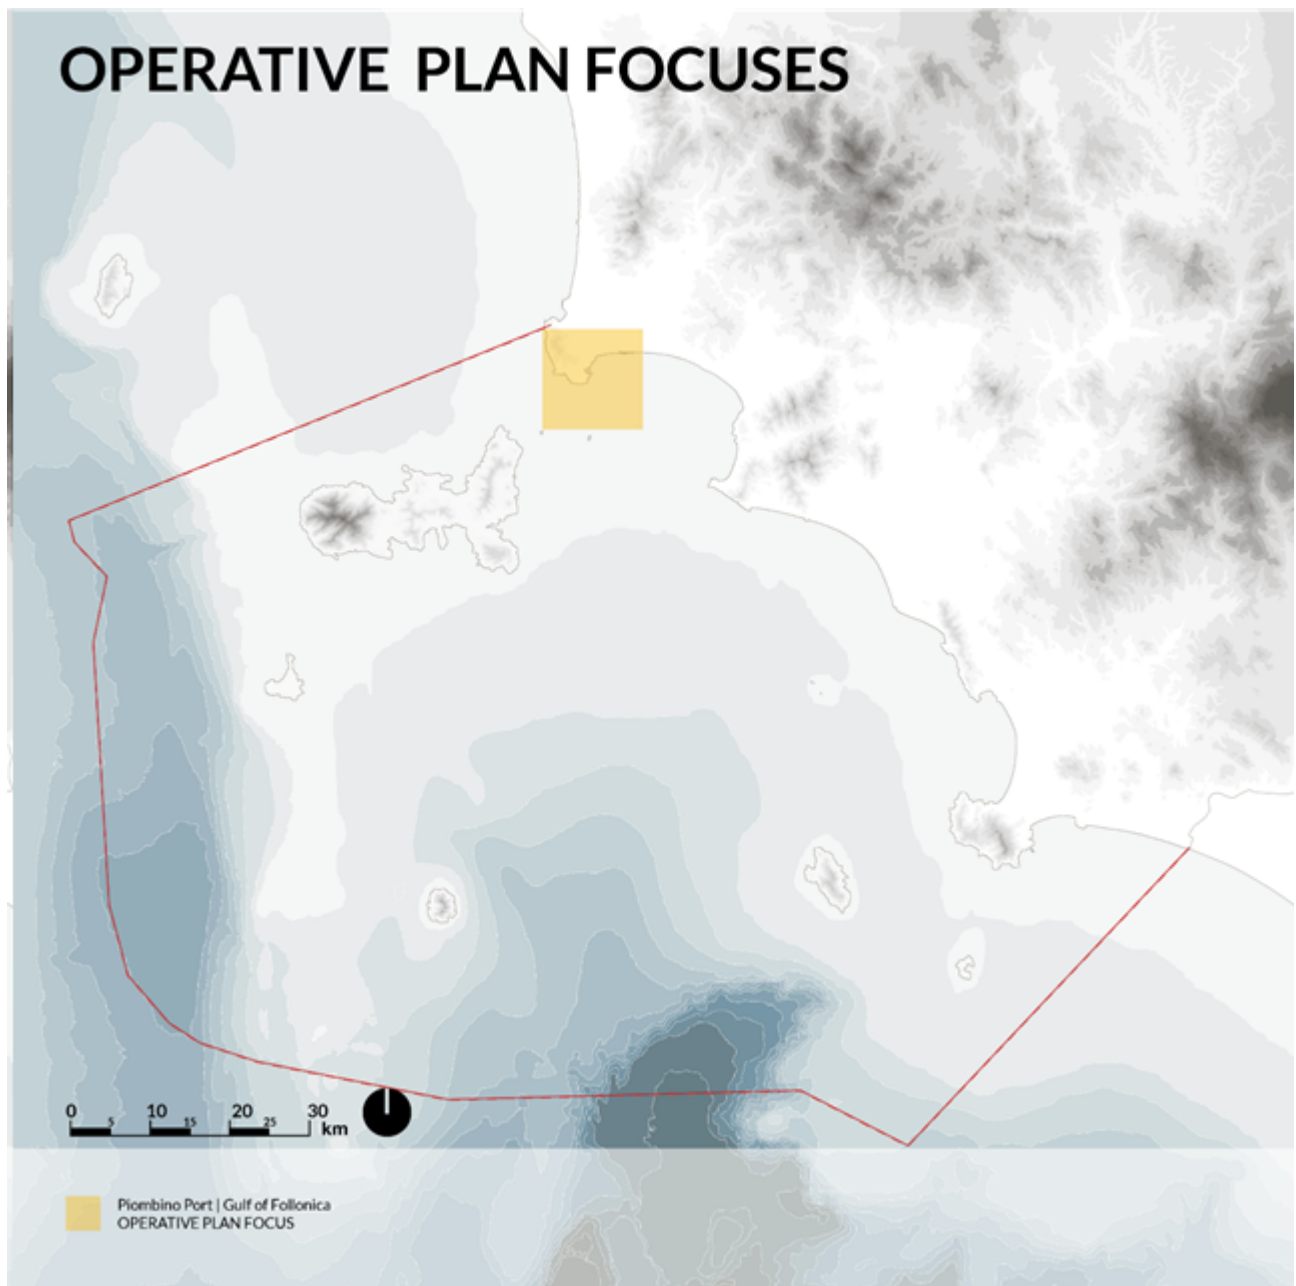 OPERATIVE PLAN FOCUSES
0 5 10 15 20 25 30 km
Piombino Port | Gulf of Follonica
OPERATIVE PLAN FOCUS